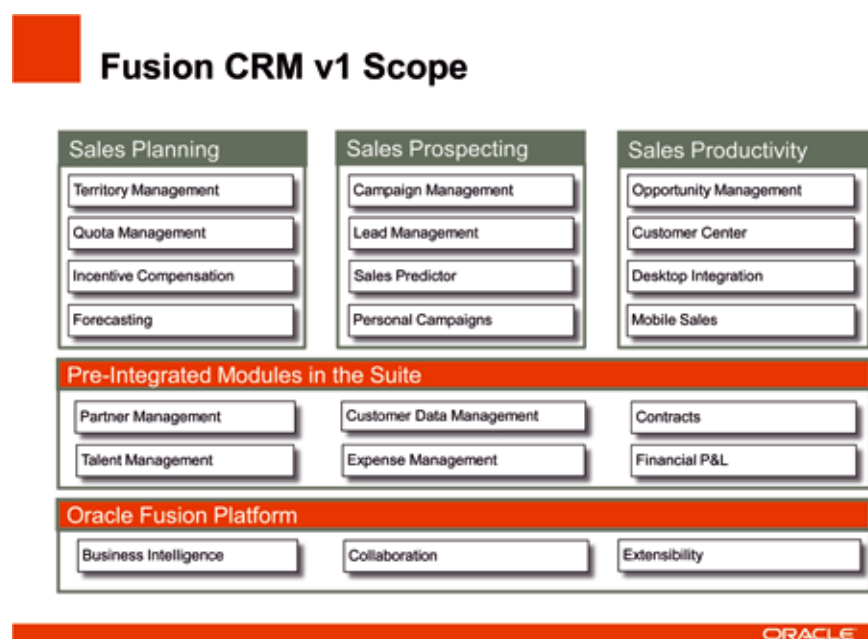 Fusion CRM v1 Scope
Sales Planning
Territory Management
Quota Management
Incentive Compensation
Forecasting
Sales Prospecting
Campaign Management
Lead Management
Sales Predictor
Personal Campaigns
Sales Productivity
Opportunity Management
Customer Center
Desktop Integration
Mobile Sales
Pre-Integrated Modules in the Suite
Partner Management
Customer Data Management
Contracts
Talent Management
Expense Management
Financial P&L
Oracle Fusion Platform
Business Intelligence
Collaboration
Extensibility
ORACLE